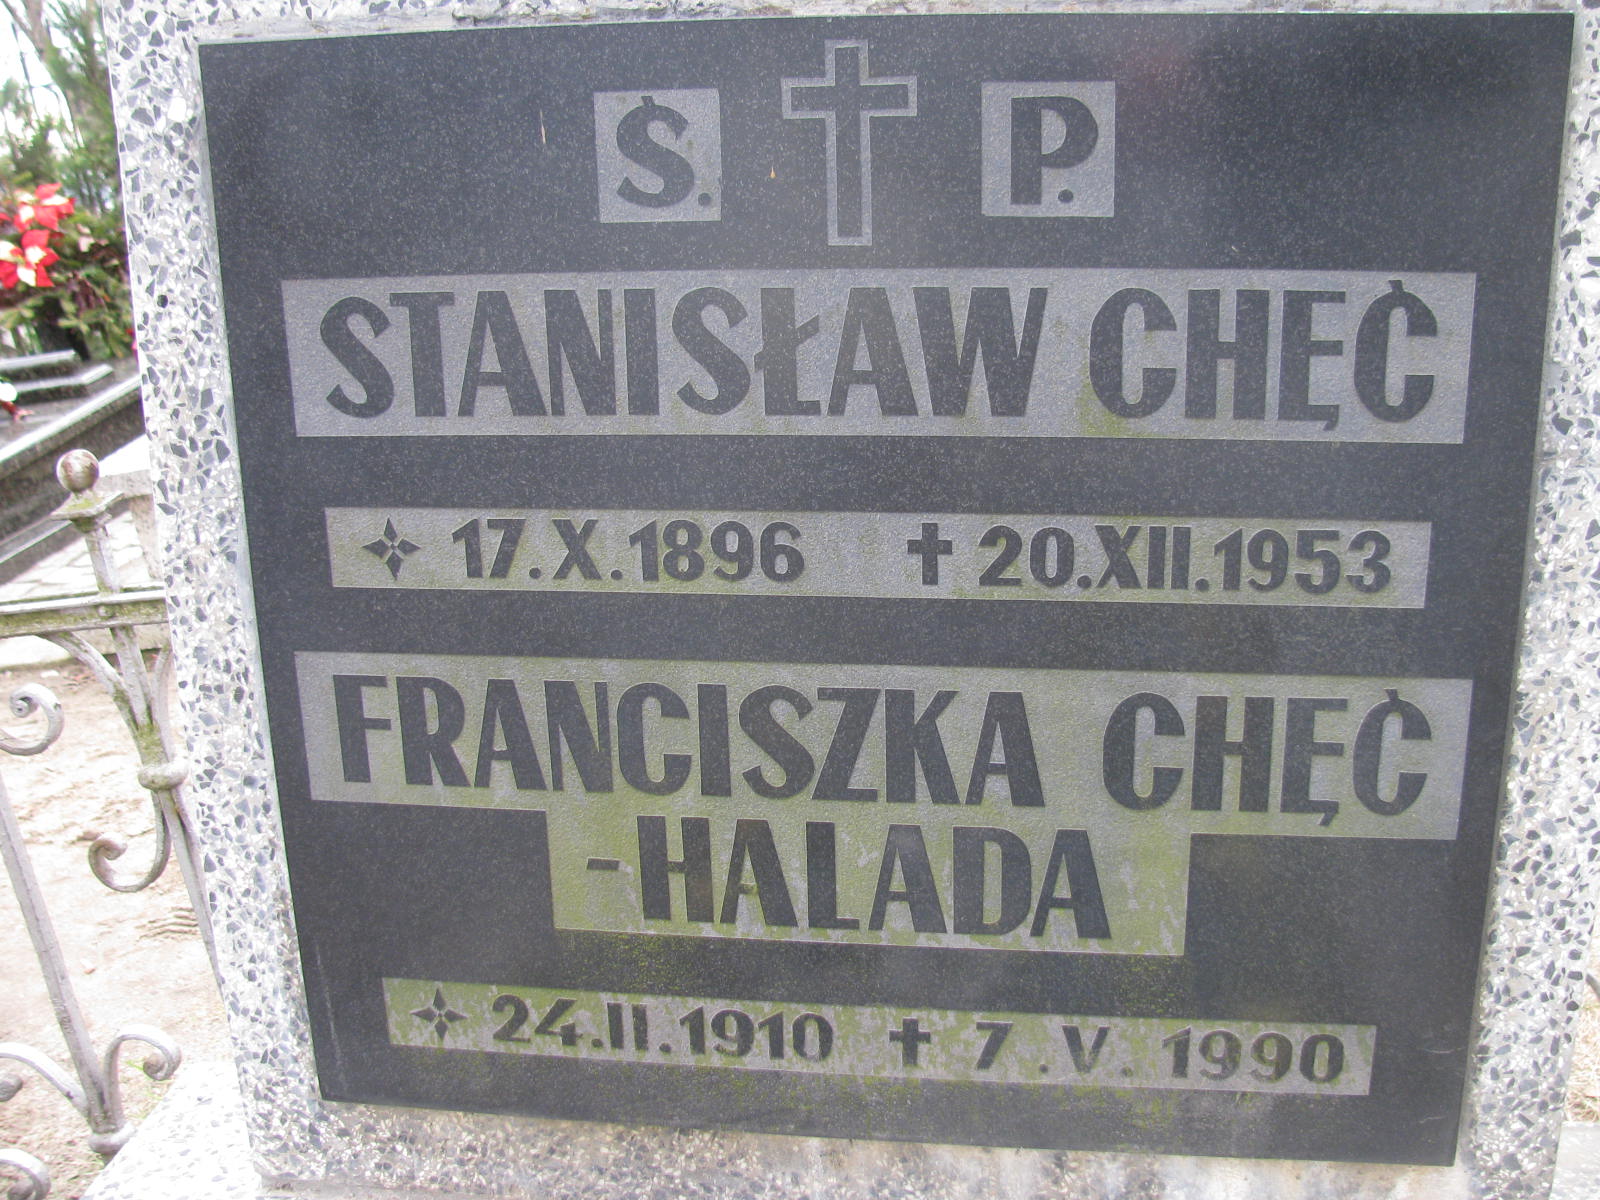 Ś. P.
STANISŁAW CHĘĆ
17.X.1896 † 20.XII.1953
FRANCISZKA CHĘĆ
-HALADA
24.II.1910 † 7.V.1990